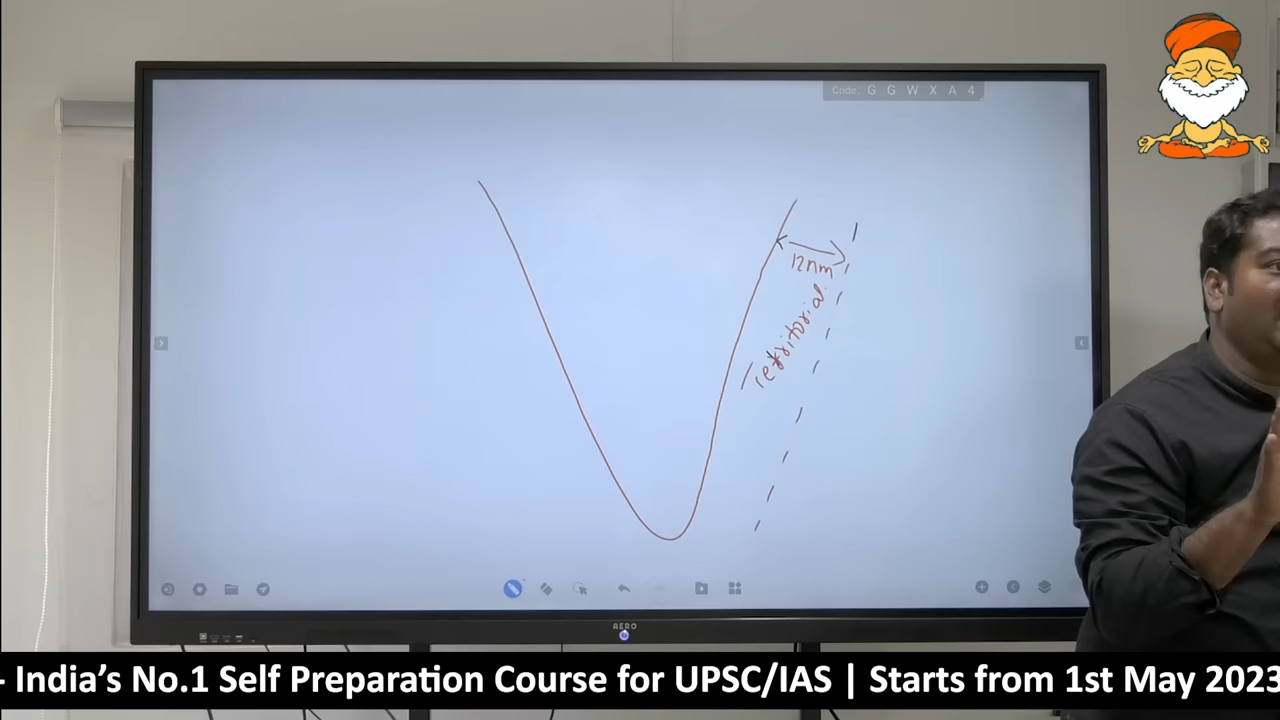 Code: G G W X A 4
12nm
Territorial
AERO
- India's No.1 Self Preparation Course for UPSC/IAS | Starts from 1st May 2023